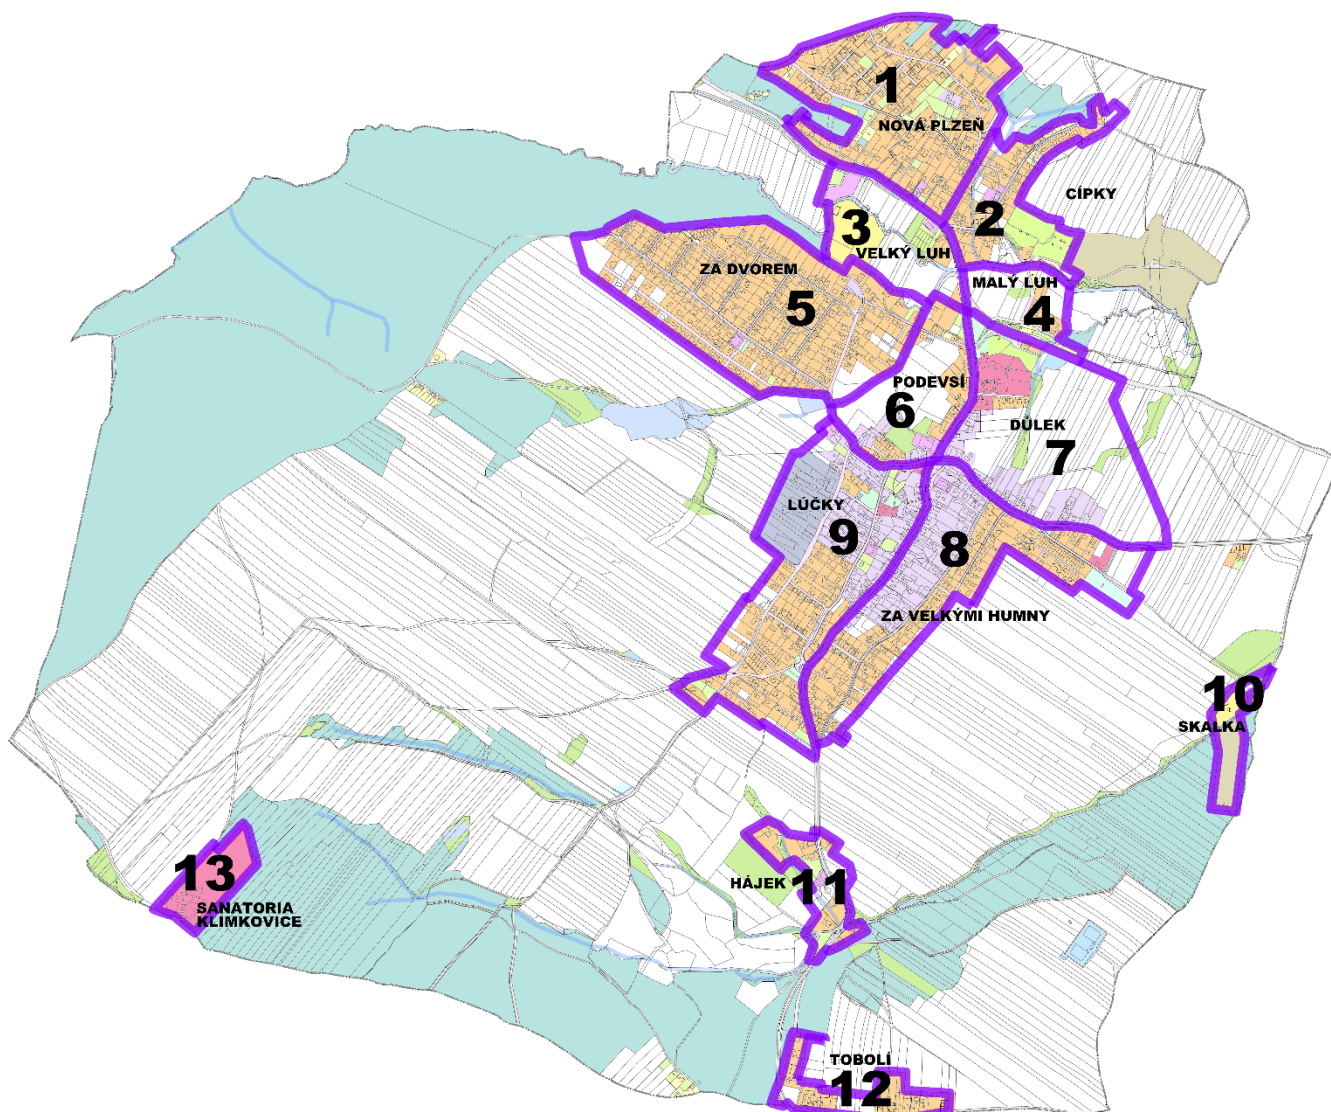 1
NOVÁ PLZEŇ
CÍPKY
2
3
VELKÝ LUH
ZA DVOREM
MALÝ LUH
5
4
PODEVSÍ
6
DŮLEK
7
LÚČKY
9
8
ZA VELKÝMI HUMNY
10
SKALKA
13
HÁJEK
11
SANATORIA
KLIMKOVICE
TOBOLÍ
12